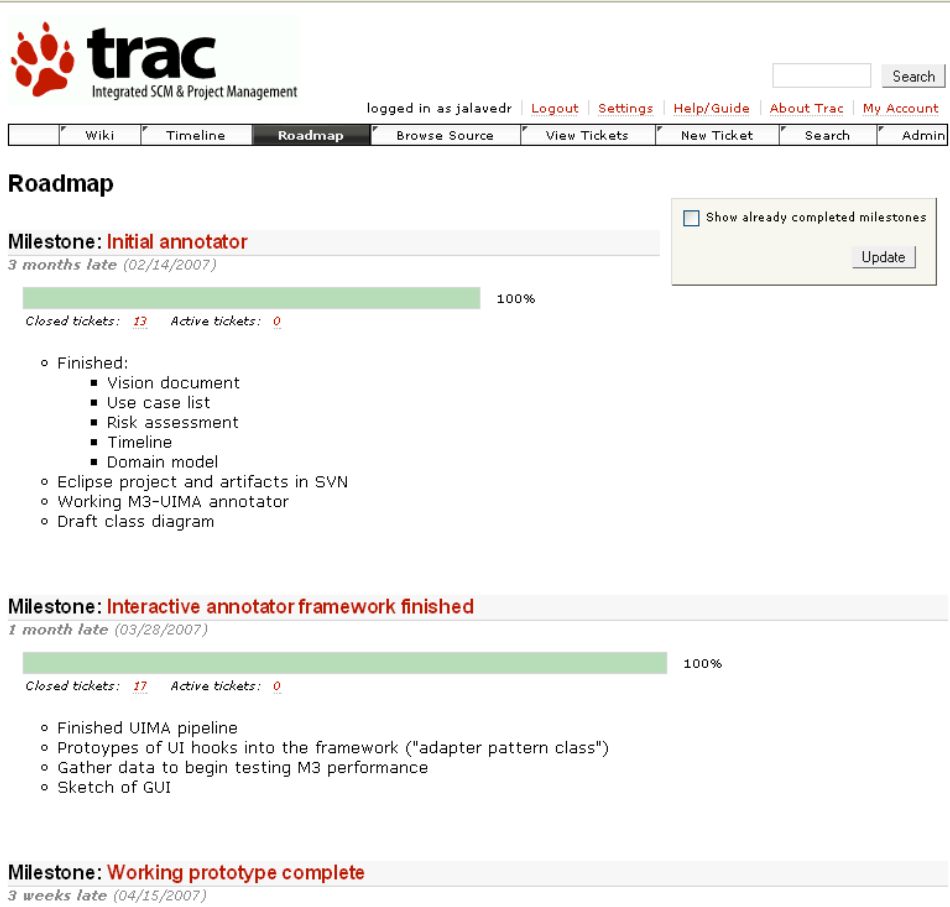 trac
Integrated SCM & Project Management
Search
logged in as jalavedr Logout Settings Help/Guide About Trac My Account
Wiki Timeline Roadmap Browse Source View Tickets New Ticket Search Admin
Roadmap
Show already completed milestones
Update
Milestone: Initial annotator
3 months late (02/14/2007)
100%
Closed tickets: 13 Active tickets: 0
Finished:
Vision document
Use case list
Risk assessment
Timeline
Domain model
Eclipse project and artifacts in SVN
Working M3-UIMA annotator
Draft class diagram
Milestone: Interactive annotator framework finished
1 month late (03/28/2007)
100%
Closed tickets: 17 Active tickets: 0
Finished UIMA pipeline
Protoypes of UI hooks into the framework ("adapter pattern class")
Gather data to begin testing M3 performance
Sketch of GUI
Milestone: Working prototype complete
3 weeks late (04/15/2007)